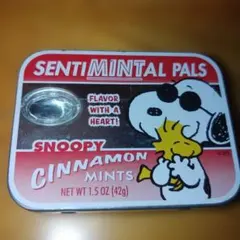 SENTIMINTAL PALS
FLAVOR
WITH A
HEART!
SNOOPY
CINNAMON
MINTS
NET WT 1.5 OZ (42g)